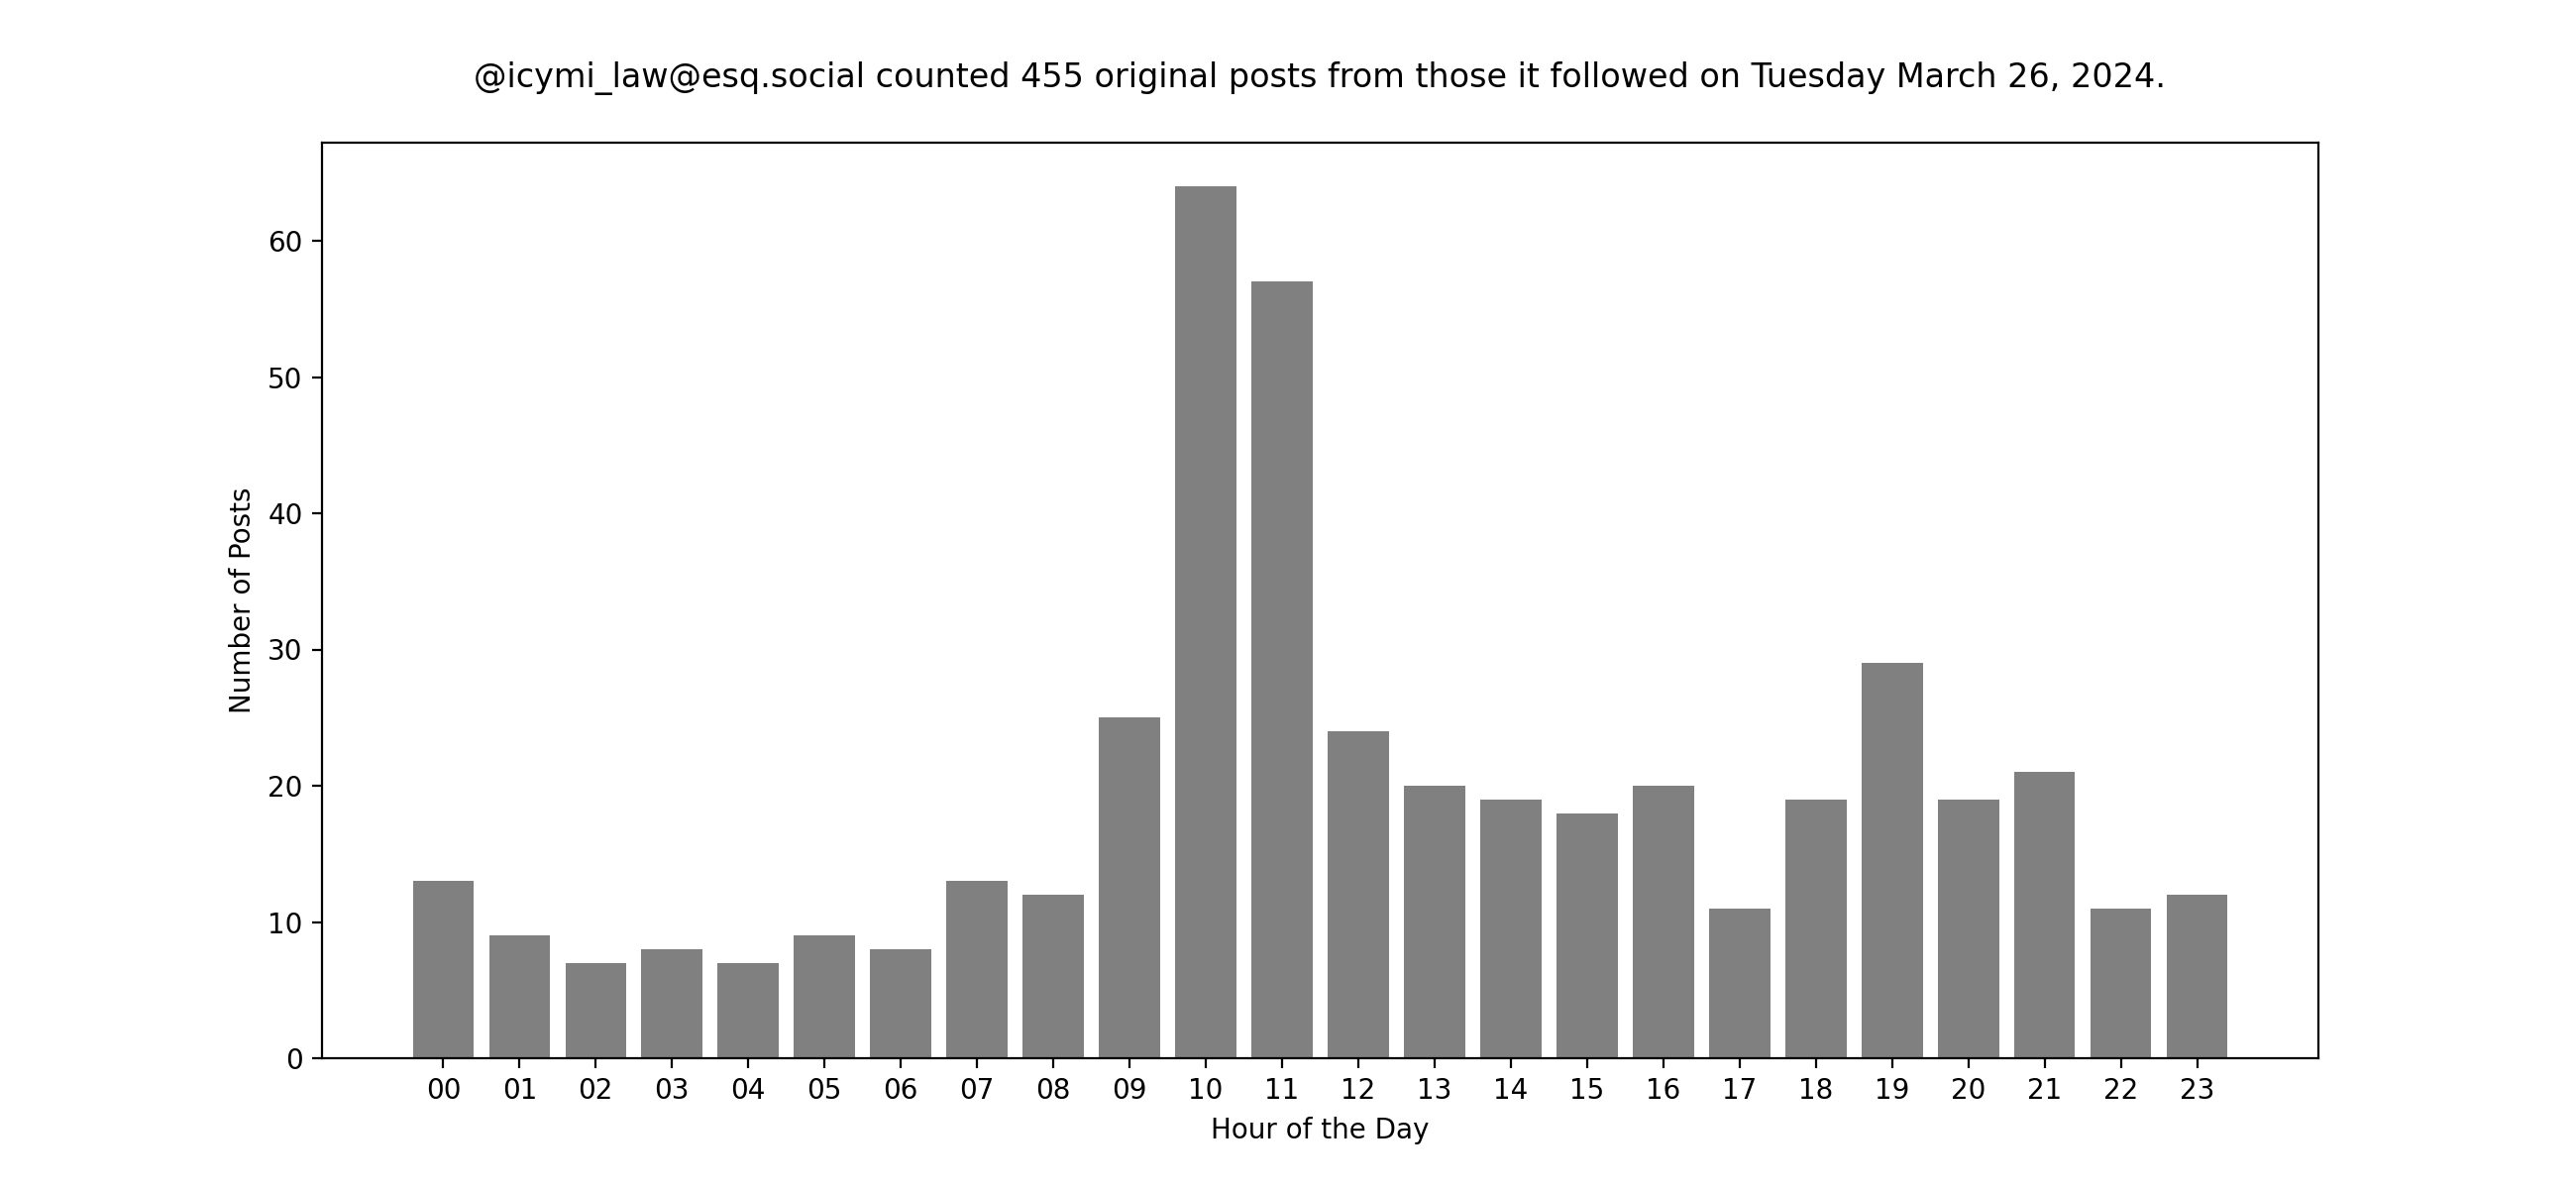 @icymi_law@esq.social counted 455 original posts from those it followed on Tuesday March 26, 2024.
60
50
40
30
20
10
0
Number of Posts
00 01 02 03 04 05 06 07 08 09 10 11 12 13 14 15 16 17 18 19 20 21 22 23
Hour of the Day